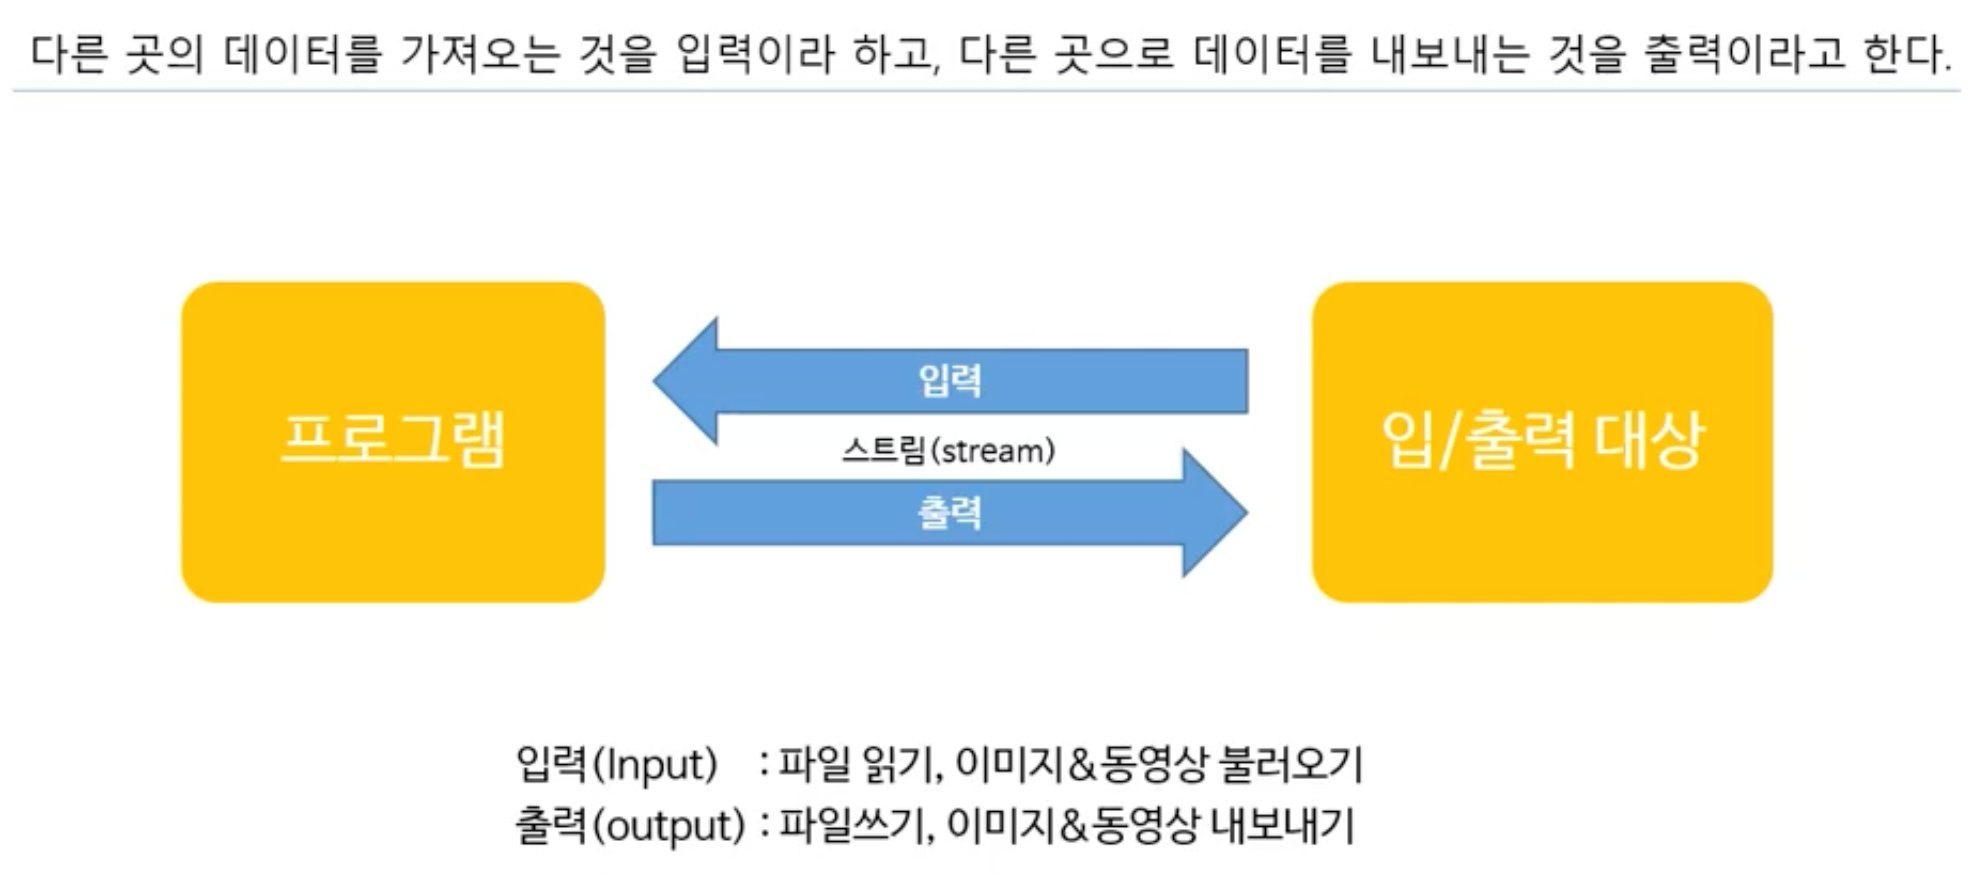 다른 곳의 데이터를 가져오는 것을 입력이라 하고, 다른 곳으로 데이터를 내보내는 것을 출력이라고 한다.
프로그램
입력
스트림(stream)
출력
입/출력 대상
입력(Input) : 파일 읽기, 이미지&동영상 불러오기
출력(output) : 파일쓰기, 이미지&동영상 내보내기